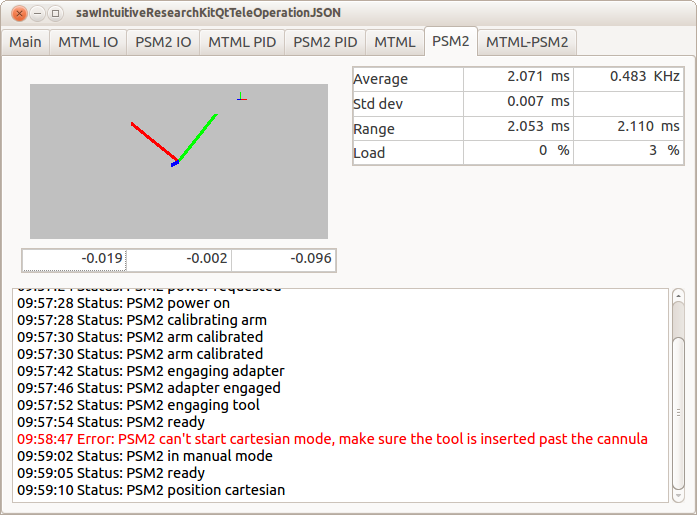 sawIntuitiveResearchKitQtTeleOperationJSON
Main MTML IO PSM2 IO MTML PID PSM2 PID MTML PSM2 MTML-PSM2
Average 2.071 ms 0.483 KHz
Std dev 0.007 ms
Range 2.053 ms 2.110 ms
Load 0 % 3 %
-0.019 -0.002 -0.096
09:57:24 Status: PSM2 power requested
09:57:28 Status: PSM2 power on
09:57:28 Status: PSM2 calibrating arm
09:57:30 Status: PSM2 arm calibrated
09:57:30 Status: PSM2 arm calibrated
09:57:42 Status: PSM2 engaging adapter
09:57:46 Status: PSM2 adapter engaged
09:57:52 Status: PSM2 engaging tool
09:57:54 Status: PSM2 ready
09:58:47 Error: PSM2 can't start cartesian mode, make sure the tool is inserted past the cannula
09:59:02 Status: PSM2 in manual mode
09:59:05 Status: PSM2 ready
09:59:10 Status: PSM2 position cartesian